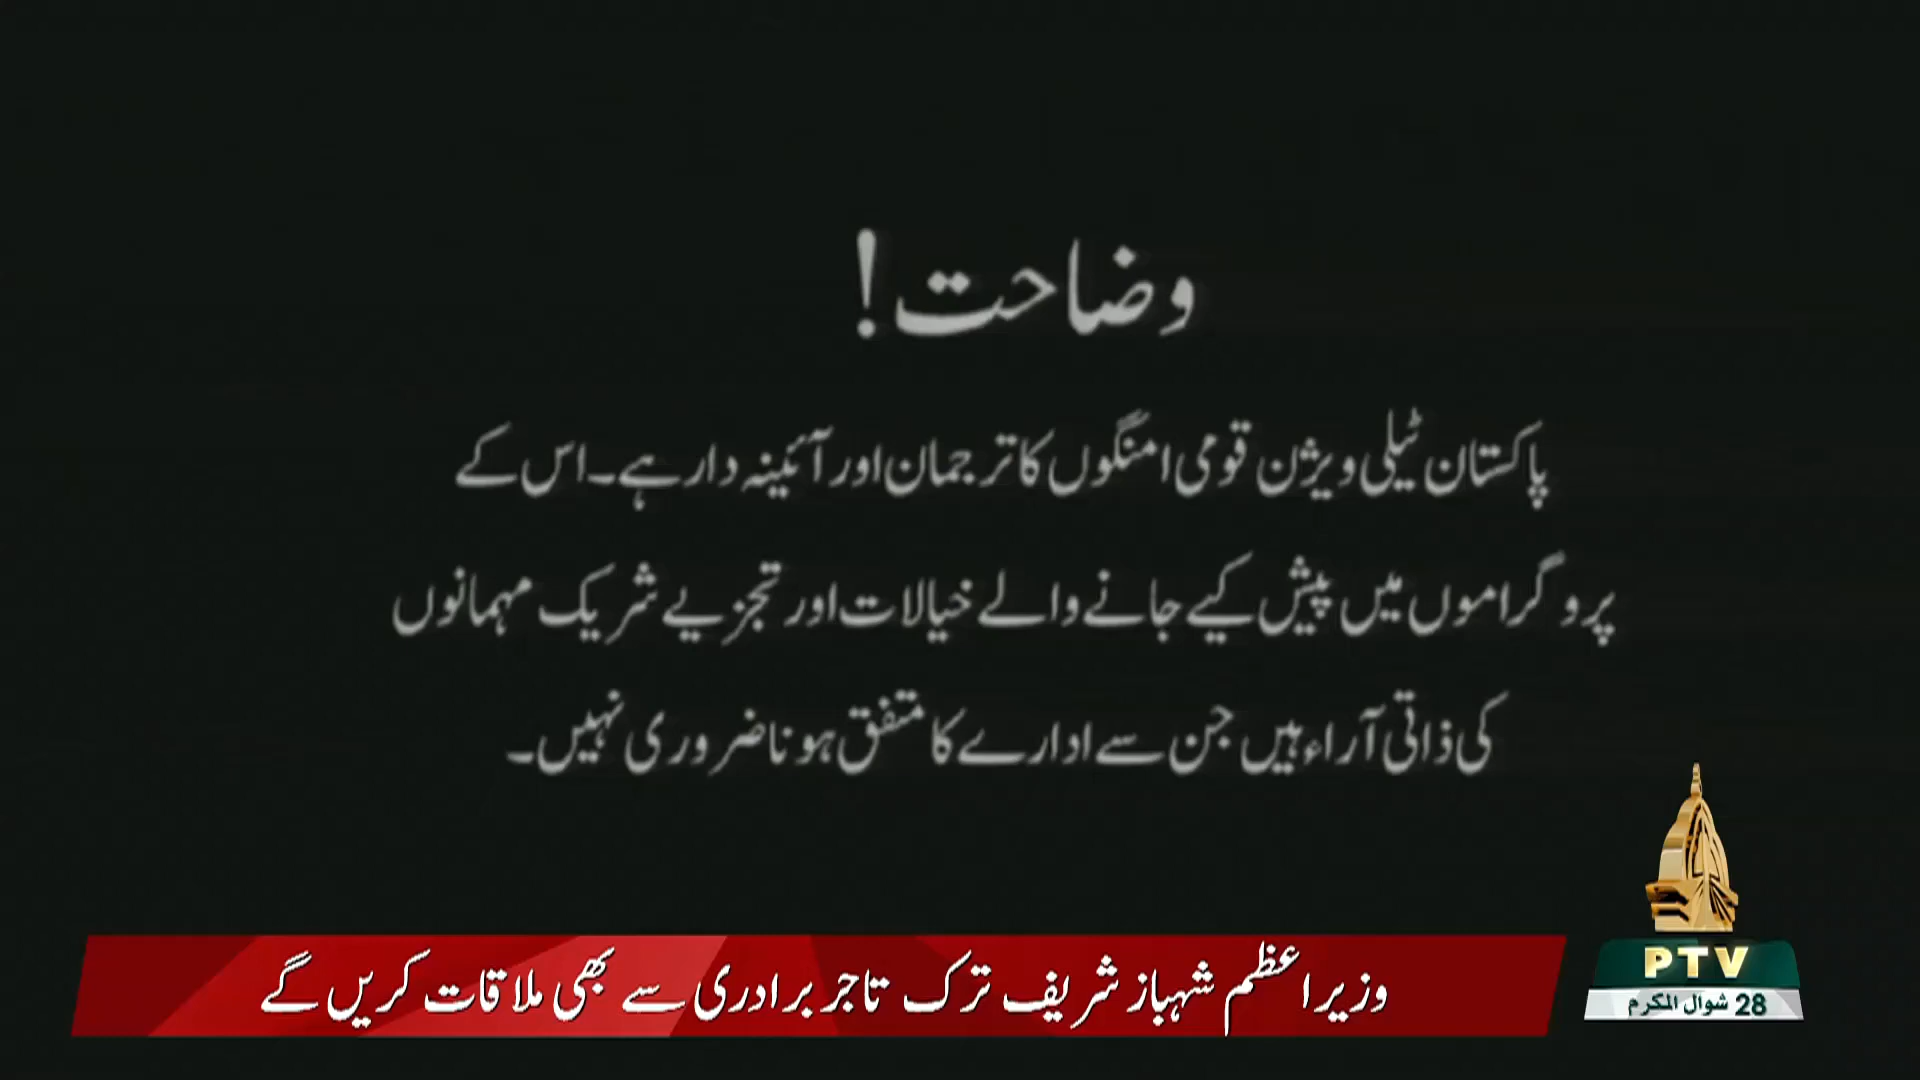 وضاحت!
پاکستان ٹیلی ویژن قومی امنگوں کا ترجمان اور آئینہ دار ہے۔ اس کے
پروگراموں میں پیش کیے جانے والے خیالات اور تجزیے شریک مہمانوں
کی ذاتی آراء ہیں جن سے ادارے کا متفق ہونا ضروری نہیں۔
وزیراعظم شہباز شریف ترک تاجر برادری سے بھی ملاقات کریں گے
PTV
28 شوال المکرم